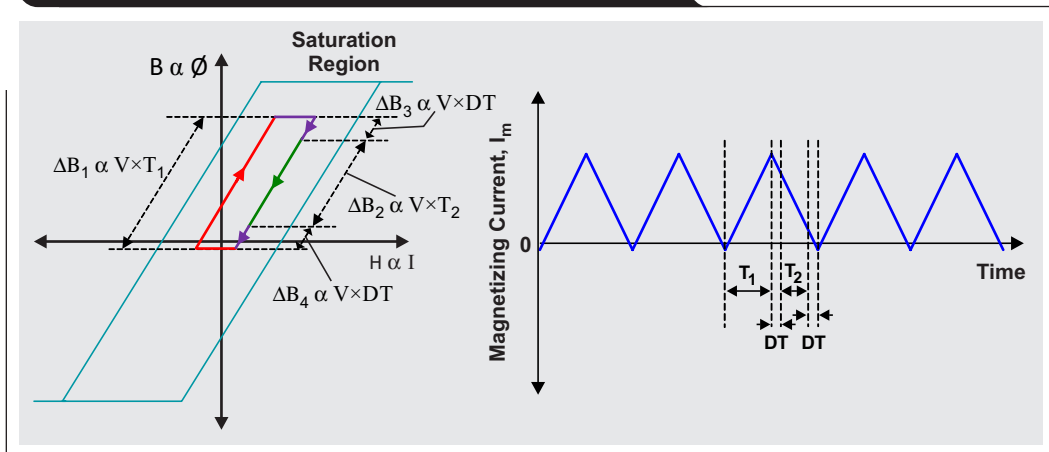 Saturation
Region
B α Ø
ΔB₃ α V×DT
ΔB₁ α V×T₁
ΔB₂ α V×T₂
H α I
ΔB₄ α V×DT
Magnetizing Current, Iₘ
0
Time
T₁
T₂
DT
DT